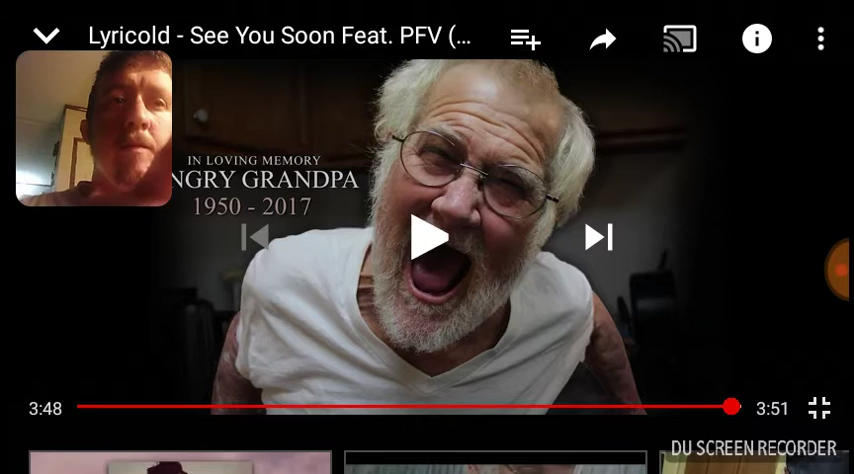 Lyricold - See You Soon Feat. PFV (...
IN LOVING MEMORY
NGRY GRANDPA
1950 - 2017
3:48
3:51
DU SCREEN RECORDER